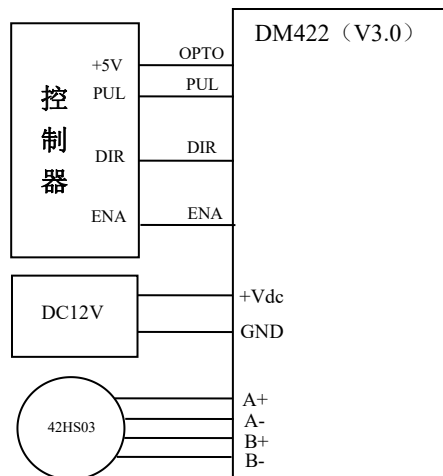 DM422（V3.0）
控
制
器
+5V OPTO
PUL PUL
DIR DIR
ENA ENA
DC12V
+Vdc
GND
42HS03
A+
A-
B+
B-